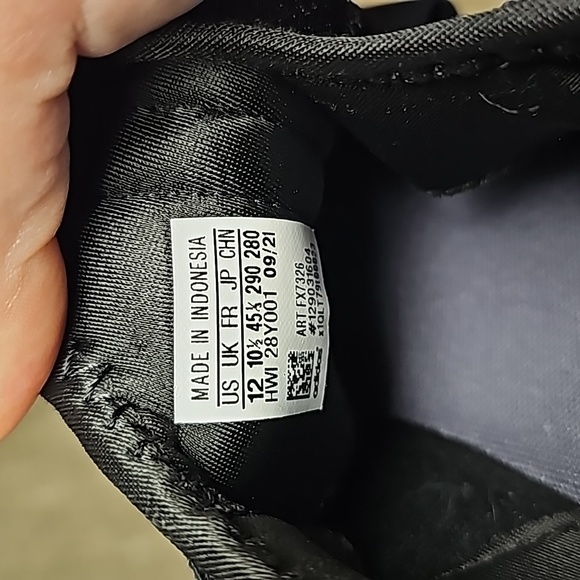 MADE IN INDONESIA
US UK FR JP CHN
12 10½ 45⅓ 290 280
HWI 28Y001 09/21
ART FX7326
adidas